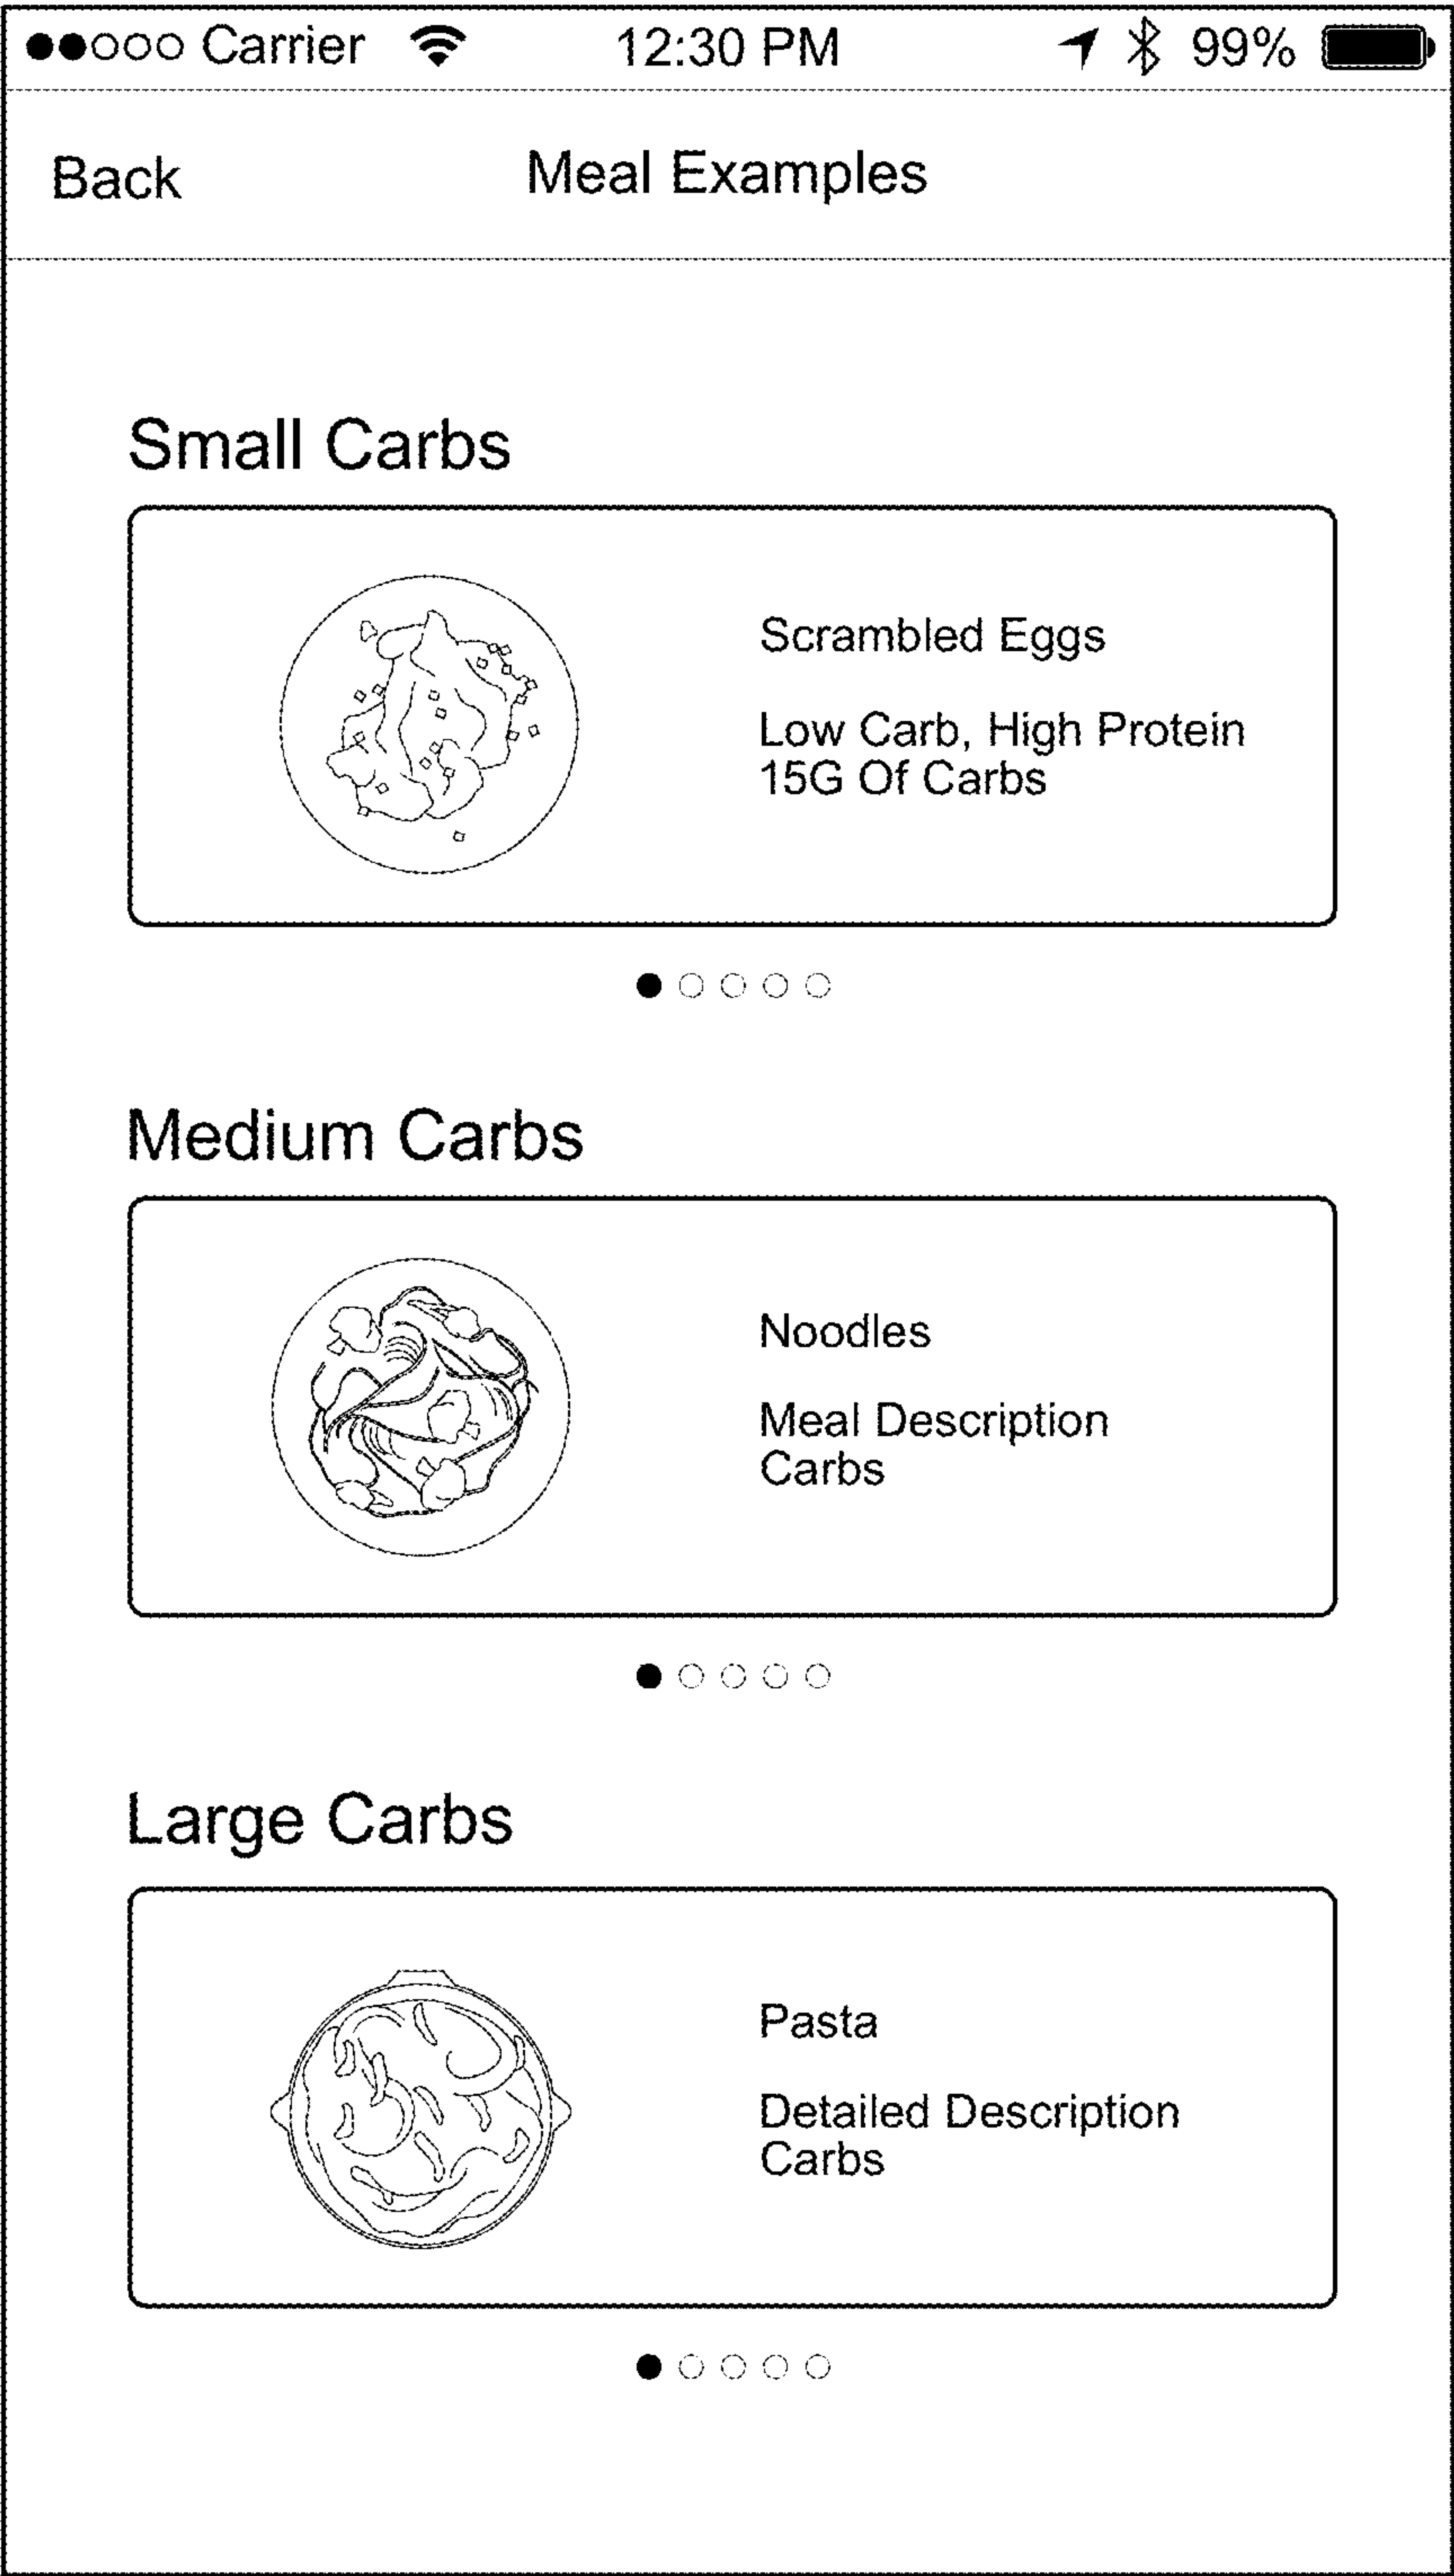 Carrier 12:30 PM 99%
Back Meal Examples
Small Carbs
Scrambled Eggs
Low Carb, High Protein
15G Of Carbs
Medium Carbs
Noodles
Meal Description
Carbs
Large Carbs
Pasta
Detailed Description
Carbs